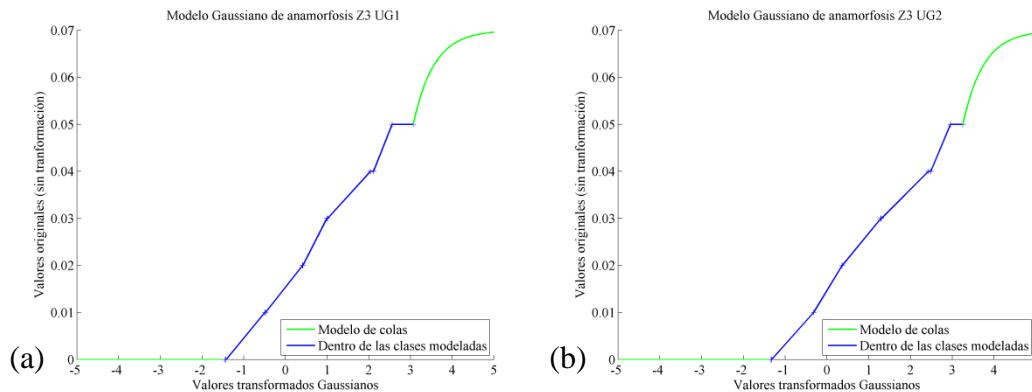 Modelo Gaussiano de anamorfosis Z3 UG1
0.07
0.06
0.05
0.04
0.03
0.02
0.01
0
Valores originales (sin tranformación)
-5 -4 -3 -2 -1 0 1 2 3 4 5
Valores transformados Gaussianos
Modelo de colas
Dentro de las clases modeladas
(a)
Modelo Gaussiano de anamorfosis Z3 UG2
0.07
0.06
0.05
0.04
0.03
0.02
0.01
0
Valores originales (sin tranformación)
-5 -4 -3 -2 -1 0 1 2 3 4
Valores transformados Gaussianos
Modelo de colas
Dentro de las clases modeladas
(b)